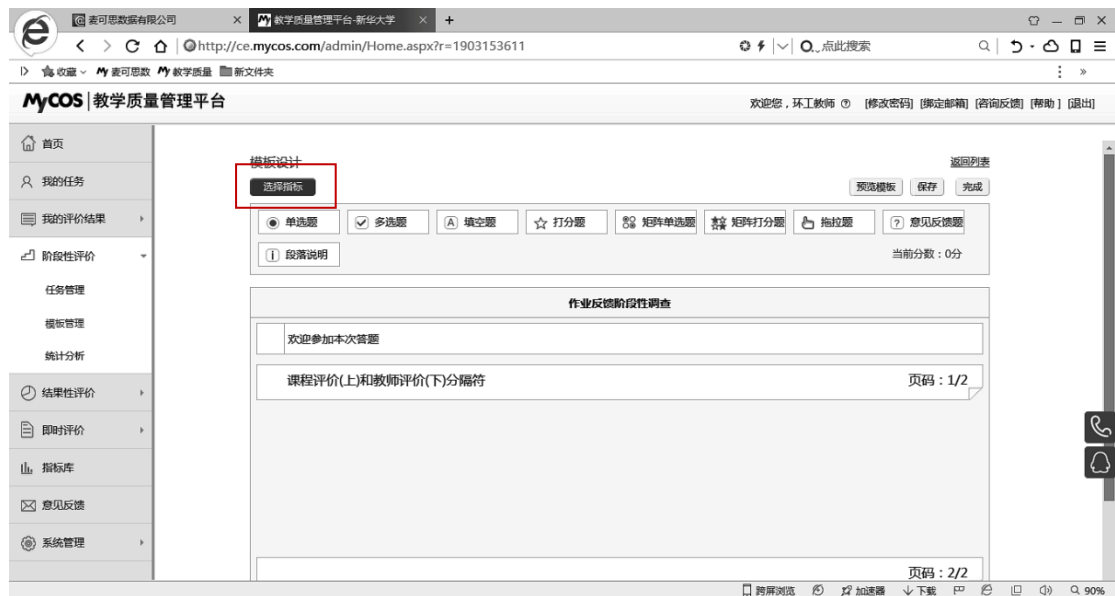 麦可思数据有限公司 × 教学质量管理平台-新华大学 × +
http://ce.mycos.com/admin/Home.aspx?r=1903153611 点此搜索
收藏 麦可思数 教学质量 新文件夹 »
MyCOS 教学质量管理平台 欢迎您，环工教师 [修改密码] [绑定邮箱] [咨询反馈] [帮助] [退出]
首页
我的任务
我的评价结果
阶段性评价
任务管理
模板管理
统计分析
结果性评价
即时评价
指标库
意见反馈
系统管理
模板设计 返回列表
选择指标 预览模板 保存 完成
单选题 多选题 填空题 打分题 矩阵单选题 矩阵打分题 拖拉题 意见反馈题
段落说明 当前分数：0分
作业反馈阶段性调查
欢迎参加本次答题
课程评价(上)和教师评价(下)分隔符 页码：1/2
页码：2/2
跨屏浏览 加速器 下载 90%